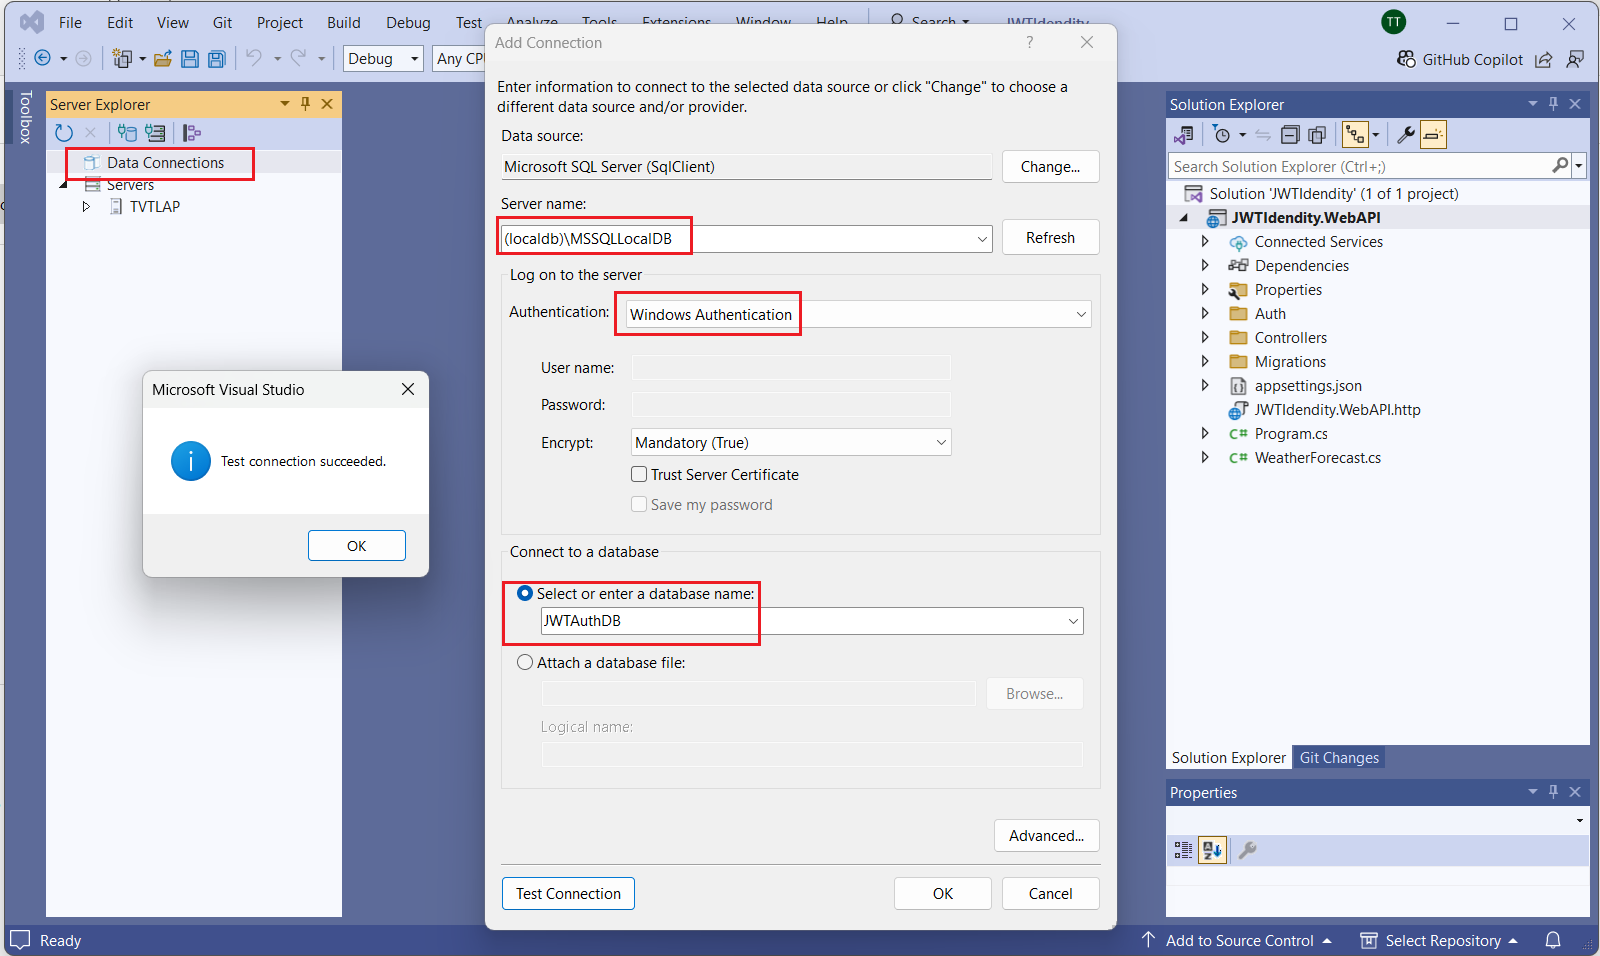 File Edit View Git Project Build Debug Test Analyze Tools Extensions Window Help Search JWTIdendity TT
Debug Any CPU GitHub Copilot
Toolbox
Server Explorer
Data Connections
Servers
TVTLAP
Microsoft Visual Studio
Test connection succeeded.
OK
Add Connection
Enter information to connect to the selected data source or click "Change" to choose a
different data source and/or provider.
Data source:
Microsoft SQL Server (SqlClient) Change...
Server name:
(localdb)\MSSQLLocalDB Refresh
Log on to the server
Authentication: Windows Authentication
User name:
Password:
Encrypt: Mandatory (True)
Trust Server Certificate
Save my password
Connect to a database
Select or enter a database name:
JWTAuthDB
Attach a database file:
Browse...
Logical name:
Advanced...
Test Connection OK Cancel
Solution Explorer
Search Solution Explorer (Ctrl+;)
Solution 'JWTIdendity' (1 of 1 project)
JWTIdendity.WebAPI
Connected Services
Dependencies
Properties
Auth
Controllers
Migrations
appsettings.json
JWTIdendity.WebAPI.http
C# Program.cs
C# WeatherForecast.cs
Solution Explorer Git Changes
Properties
Ready Add to Source Control Select Repository